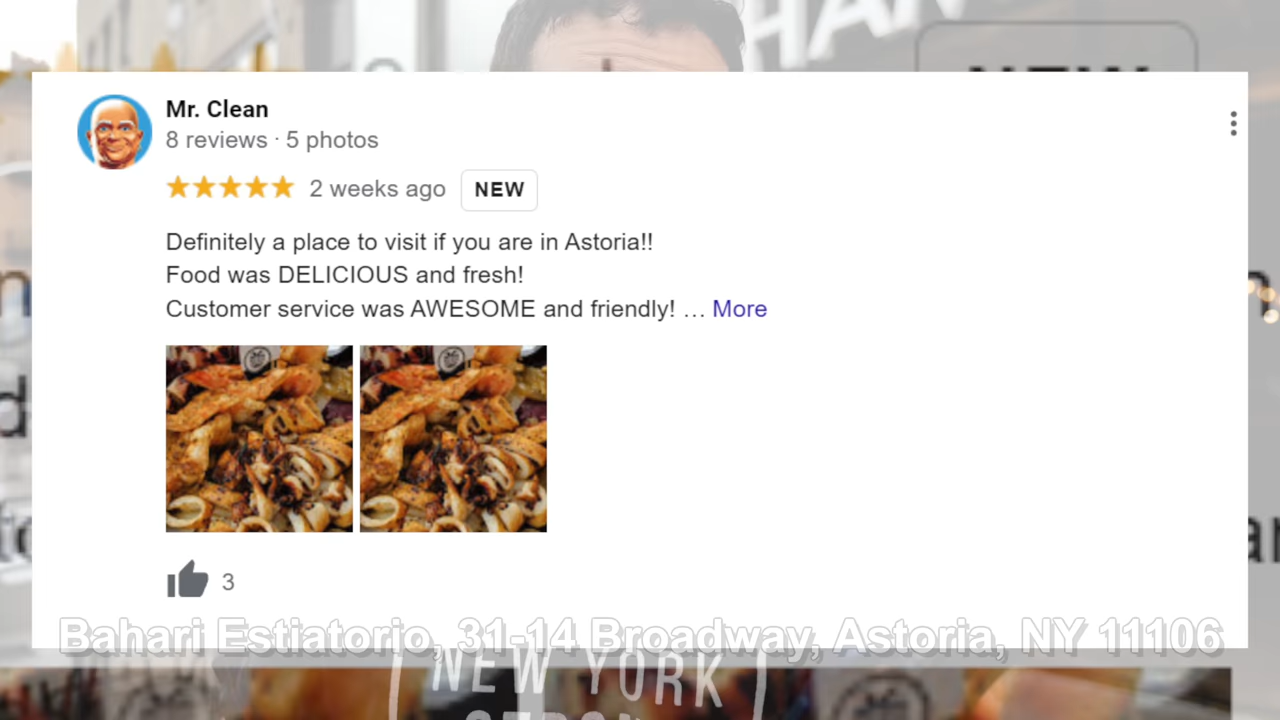 HAN
NEW
Mr. Clean
8 reviews · 5 photos
2 weeks ago NEW
Definitely a place to visit if you are in Astoria!!
Food was DELICIOUS and fresh!
Customer service was AWESOME and friendly! … More
3
Bahari Estiatorio, 31-14 Broadway, Astoria, NY 11106
NEW YORK